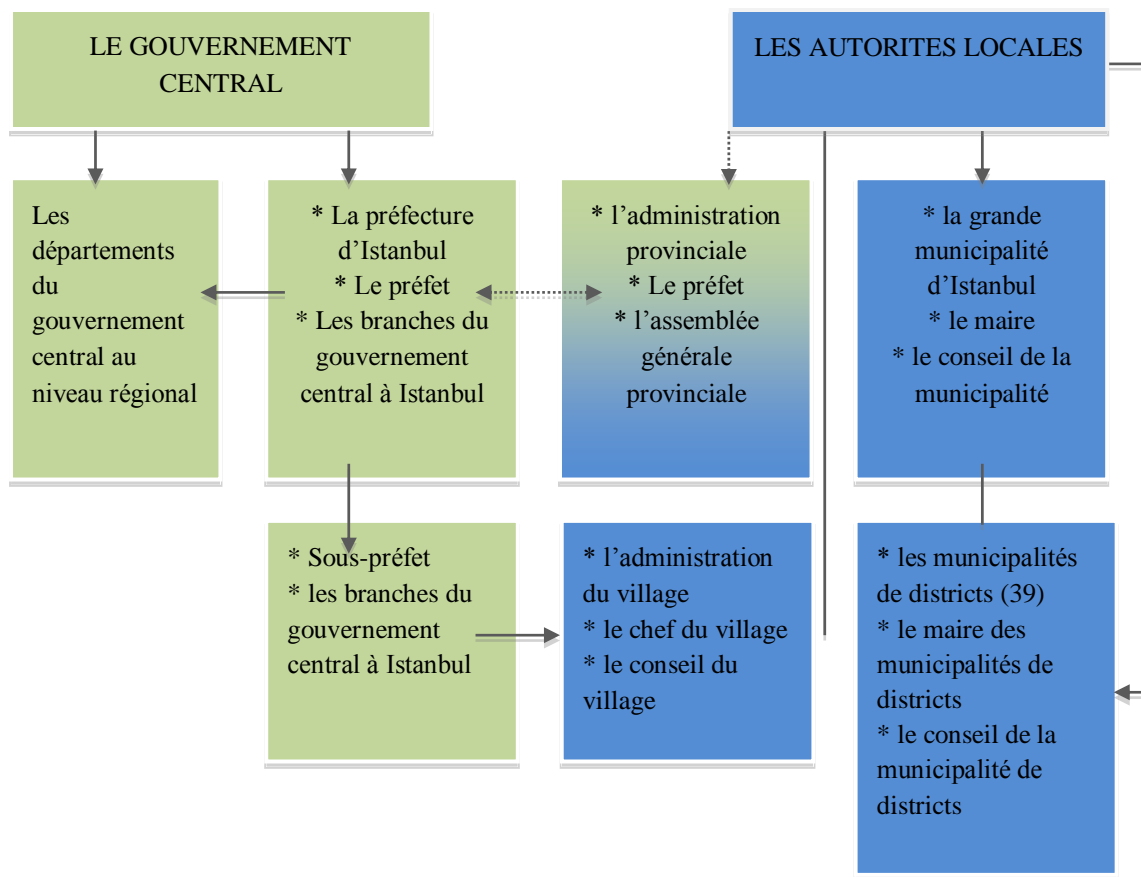 LE GOUVERNEMENT
CENTRAL
LES AUTORITES LOCALES
Les
départements
du
gouvernement
central au
niveau régional
* La préfecture
d’Istanbul
* Le préfet
* Les branches du
gouvernement
central à Istanbul
* l’administration
provinciale
* Le préfet
* l’assemblée
générale
provinciale
* la grande
municipalité
d’Istanbul
* le maire
* le conseil de la
municipalité
* Sous-préfet
* les branches du
gouvernement
central à Istanbul
* l’administration
du village
* le chef du village
* le conseil du
village
* les municipalités
de districts (39)
* le maire des
municipalités de
districts
* le conseil de la
municipalité de
districts